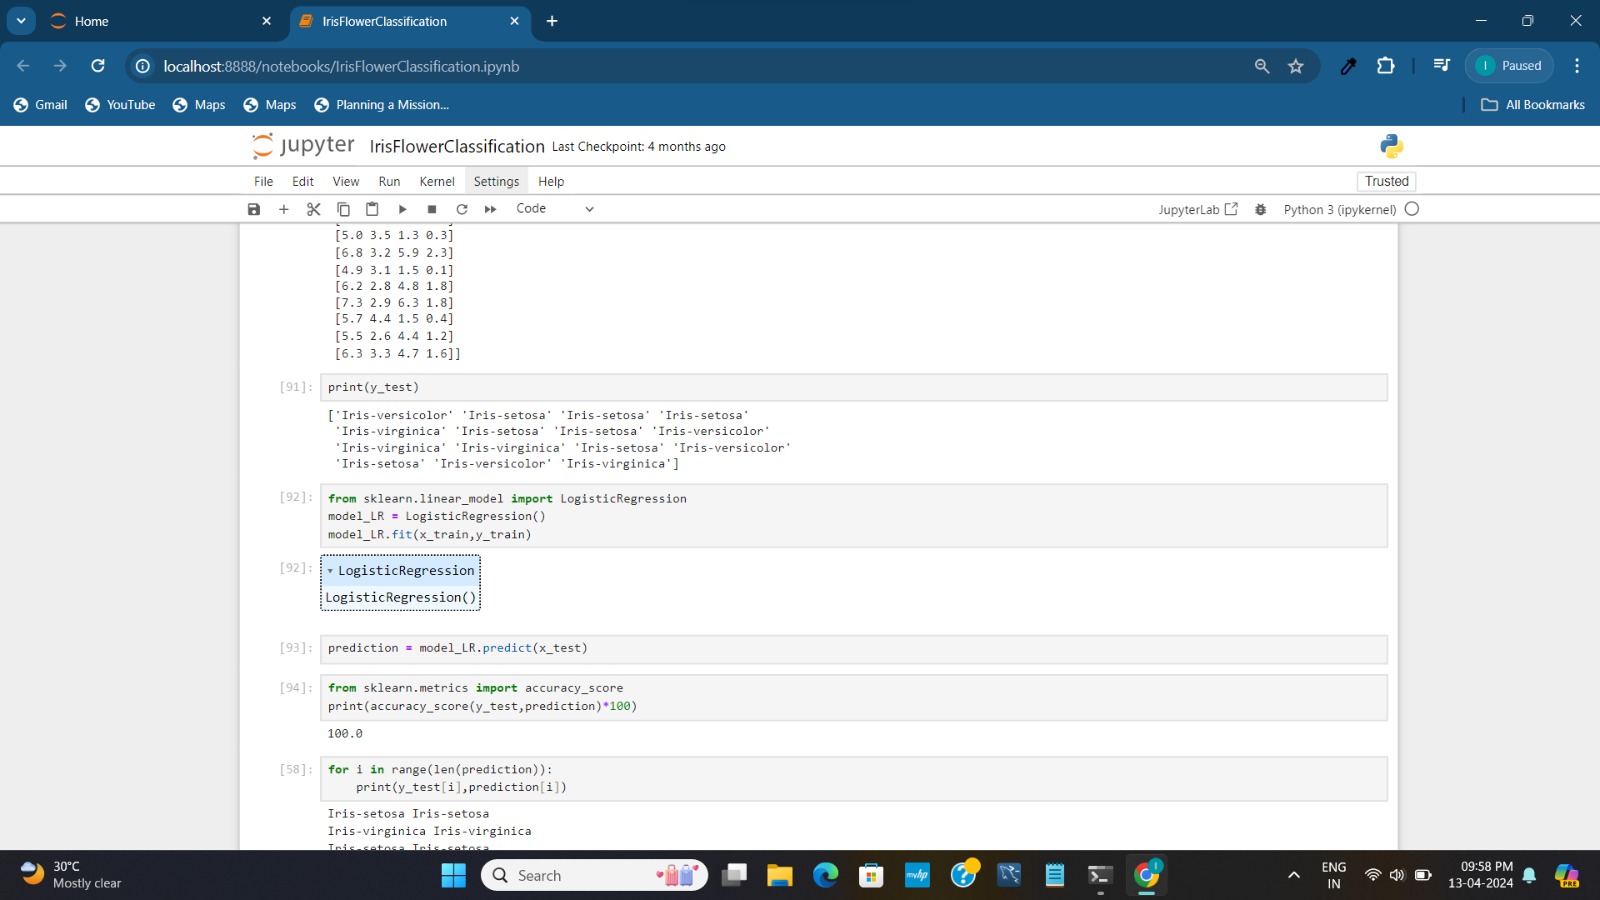 Home
IrisFlowerClassification
localhost:8888/notebooks/IrisFlowerClassification.ipynb
I Paused
Gmail YouTube Maps Maps Planning a Mission... All Bookmarks
jupyter IrisFlowerClassification Last Checkpoint: 4 months ago
File Edit View Run Kernel Settings Help Trusted
Code JupyterLab Python 3 (ipykernel)
[5.0 3.5 1.3 0.3]
[6.8 3.2 5.9 2.3]
[4.9 3.1 1.5 0.1]
[6.2 2.8 4.8 1.8]
[7.3 2.9 6.3 1.8]
[5.7 4.4 1.5 0.4]
[5.5 2.6 4.4 1.2]
[6.3 3.3 4.7 1.6]]
[91]: print(y_test)
['Iris-versicolor' 'Iris-setosa' 'Iris-setosa' 'Iris-setosa'
'Iris-virginica' 'Iris-setosa' 'Iris-setosa' 'Iris-versicolor'
'Iris-virginica' 'Iris-virginica' 'Iris-setosa' 'Iris-versicolor'
'Iris-setosa' 'Iris-versicolor' 'Iris-virginica']
[92]: from sklearn.linear_model import LogisticRegression
model_LR = LogisticRegression()
model_LR.fit(x_train,y_train)
[92]: LogisticRegression
LogisticRegression()
[93]: prediction = model_LR.predict(x_test)
[94]: from sklearn.metrics import accuracy_score
print(accuracy_score(y_test,prediction)*100)
100.0
[58]: for i in range(len(prediction)):
print(y_test[i],prediction[i])
Iris-setosa Iris-setosa
Iris-virginica Iris-virginica
Iris-setosa Iris-setosa
30°C
Mostly clear
Search
myhp
ENG
IN
09:58 PM
13-04-2024
PRE